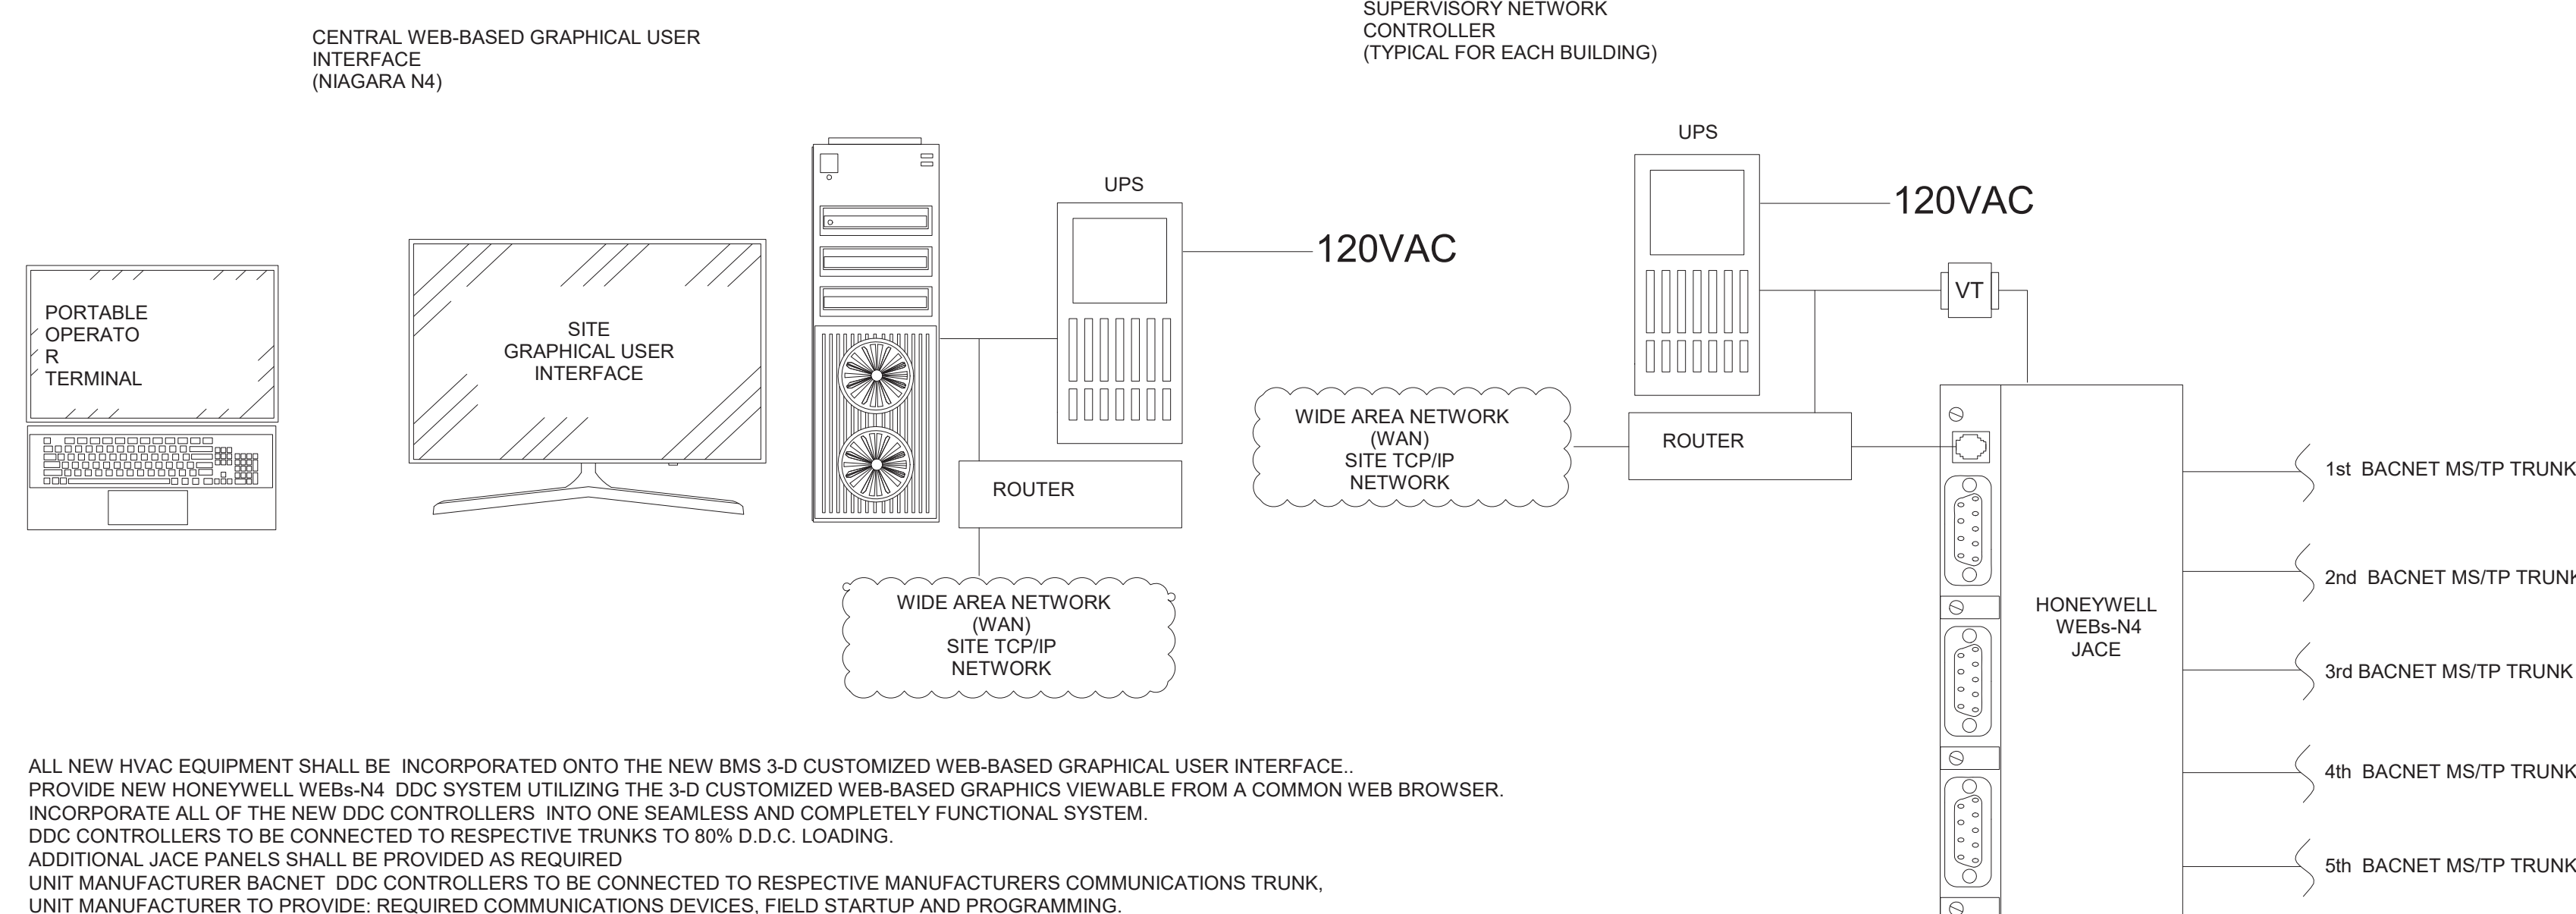 SUPERVISORY NETWORK
CONTROLLER
(TYPICAL FOR EACH BUILDING)
CENTRAL WEB-BASED GRAPHICAL USER
INTERFACE
(NIAGARA N4)
UPS
120VAC
UPS
120VAC
VT
PORTABLE
OPERATO
R
TERMINAL
SITE
GRAPHICAL USER
INTERFACE
ROUTER
WIDE AREA NETWORK
(WAN)
SITE TCP/IP
NETWORK
WIDE AREA NETWORK
(WAN)
SITE TCP/IP
NETWORK
ROUTER
HONEYWELL
WEBs-N4
JACE
1st BACNET MS/TP TRUNK
2nd BACNET MS/TP TRUNK
3rd BACNET MS/TP TRUNK
4th BACNET MS/TP TRUNK
5th BACNET MS/TP TRUNK
ALL NEW HVAC EQUIPMENT SHALL BE INCORPORATED ONTO THE NEW BMS 3-D CUSTOMIZED WEB-BASED GRAPHICAL USER INTERFACE..
PROVIDE NEW HONEYWELL WEBs-N4 DDC SYSTEM UTILIZING THE 3-D CUSTOMIZED WEB-BASED GRAPHICS VIEWABLE FROM A COMMON WEB BROWSER.
INCORPORATE ALL OF THE NEW DDC CONTROLLERS INTO ONE SEAMLESS AND COMPLETELY FUNCTIONAL SYSTEM.
DDC CONTROLLERS TO BE CONNECTED TO RESPECTIVE TRUNKS TO 80% D.D.C. LOADING.
ADDITIONAL JACE PANELS SHALL BE PROVIDED AS REQUIRED
UNIT MANUFACTURER BACNET DDC CONTROLLERS TO BE CONNECTED TO RESPECTIVE MANUFACTURERS COMMUNICATIONS TRUNK,
UNIT MANUFACTURER TO PROVIDE: REQUIRED COMMUNICATIONS DEVICES, FIELD STARTUP AND PROGRAMMING.